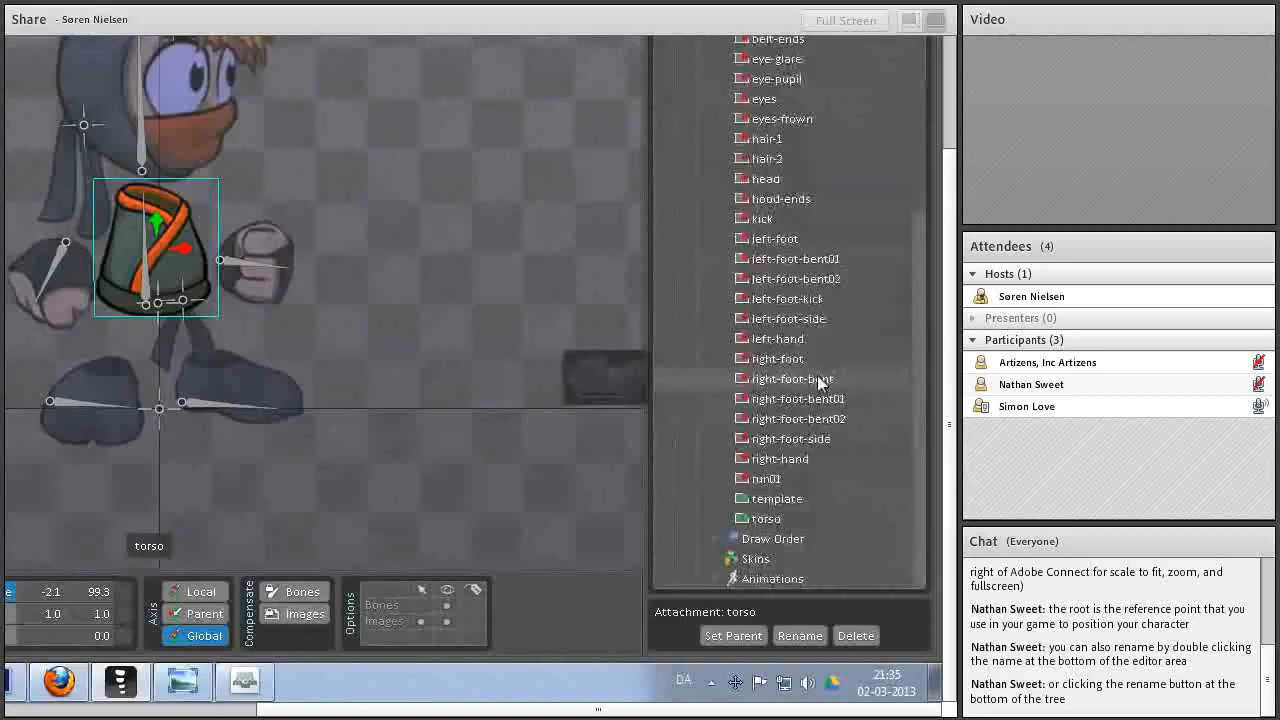 Share - Søren Nielsen
Full Screen
Video
belt-ends
eye-glare
eye-pupil
eyes
eyes-frown
hair-1
hair-2
head
hood-ends
kick
left-foot
left-foot-bent01
left-foot-bent02
left-foot-kick
left-foot-side
left-hand
right-foot
right-foot-bent
right-foot-bent01
right-foot-bent02
right-foot-side
right-hand
run01
template
torso
Draw Order
Skins
Animations
torso
-2.1 99.3
1.0 1.0
0.0
Axis
Local
Parent
Global
Compensate
Bones
Images
Options
Bones
Images
Attachment: torso
Set Parent Rename Delete
DA
21:35
02-03-2013
Attendees (4)
Hosts (1)
Søren Nielsen
Presenters (0)
Participants (3)
Artizens, Inc Artizens
Nathan Sweet
Simon Love
Chat (Everyone)
right of Adobe Connect for scale to fit, zoom, and
fullscreen)
Nathan Sweet: the root is the reference point that you
use in your game to position your character
Nathan Sweet: you can also rename by double clicking
the name at the bottom of the editor area
Nathan Sweet: or clicking the rename button at the
bottom of the tree